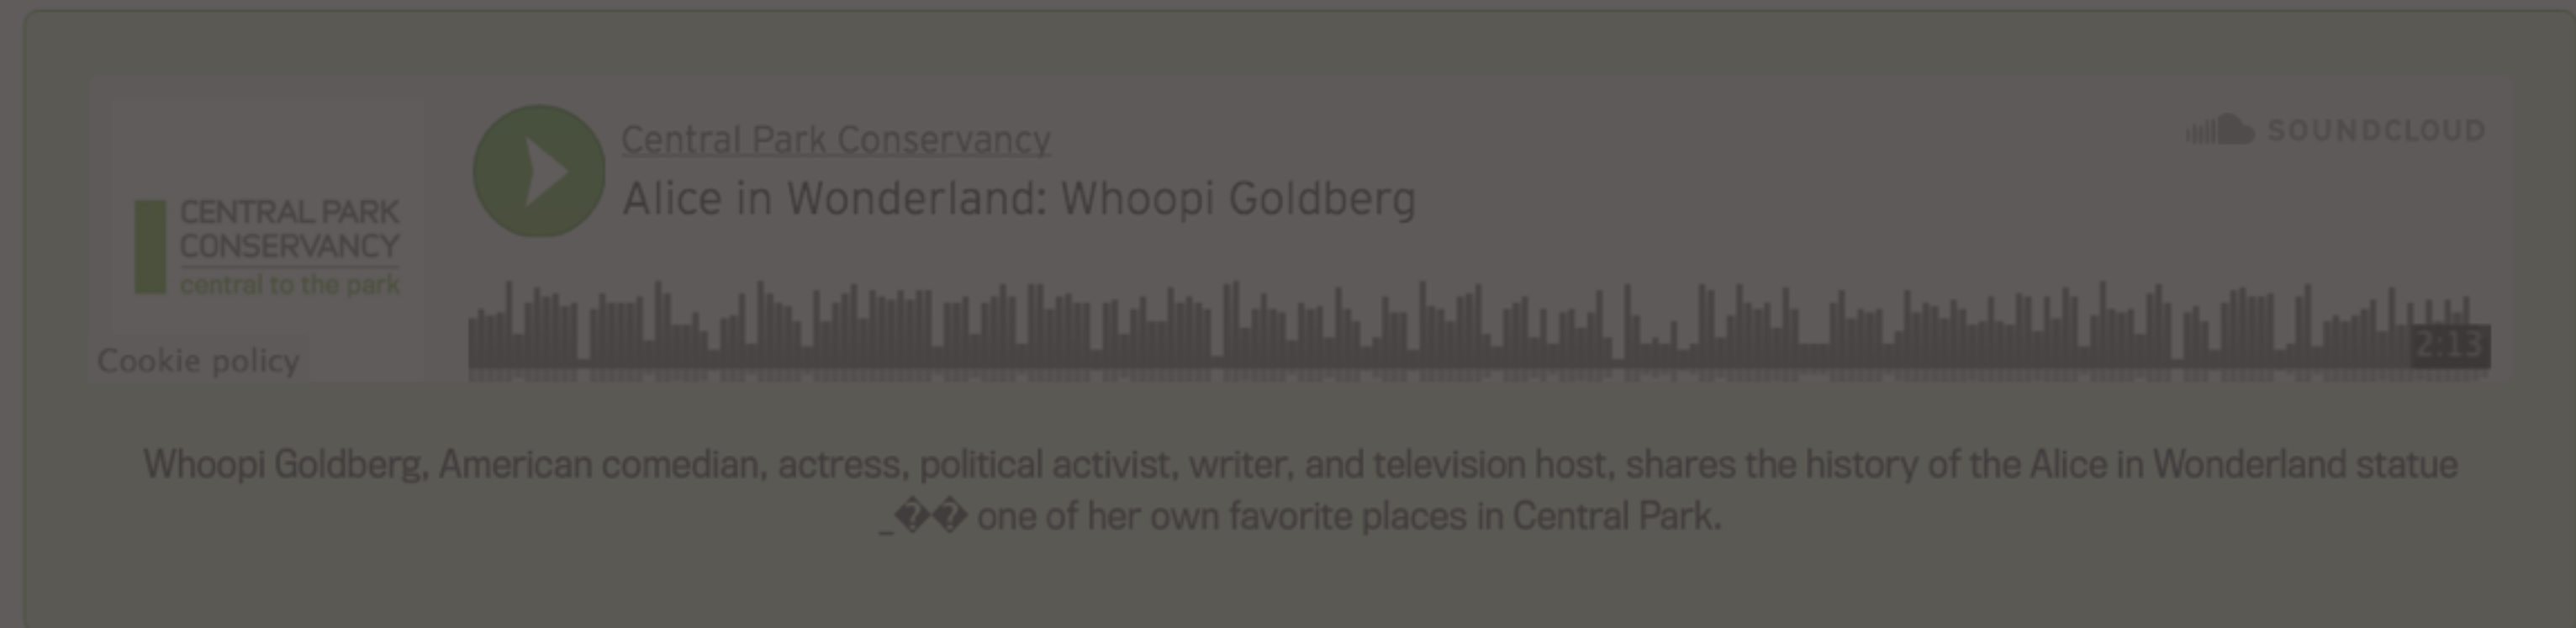 Central Park Conservancy
SOUNDCLOUD
Alice in Wonderland: Whoopi Goldberg
CENTRAL PARK
CONSERVANCY
central to the park
Cookie policy
2:13
Whoopi Goldberg, American comedian, actress, political activist, writer, and television host, shares the history of the Alice in Wonderland statue
_�� one of her own favorite places in Central Park.